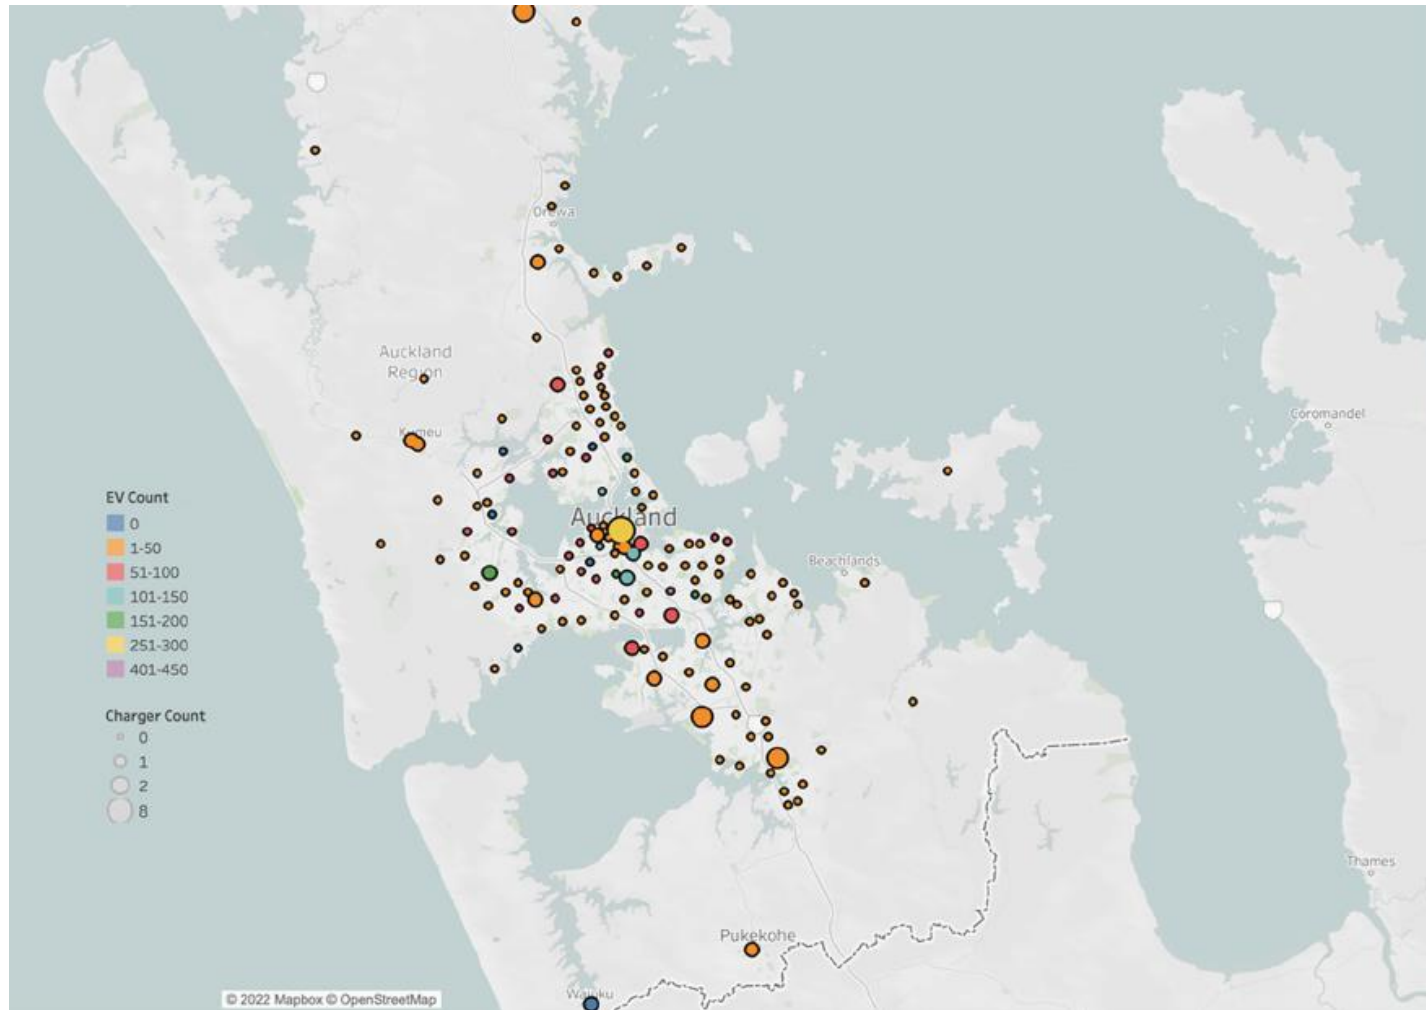 Orewa
Auckland
Region
Kumeu
Coromandel
Auckland
Beachlands
EV Count
0
1-50
51-100
101-150
151-200
251-300
401-450
Charger Count
0
1
2
8
Thames
Pukekohe
Waiuku
© 2022 Mapbox © OpenStreetMap